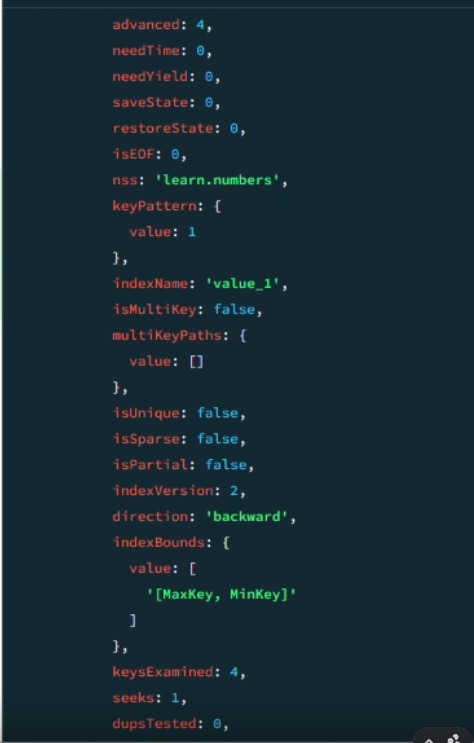 advanced: 4,
needTime: 0,
needYield: 0,
saveState: 0,
restoreState: 0,
isEOF: 0,
nss: 'learn.numbers',
keyPattern: {
value: 1
},
indexName: 'value_1',
isMultiKey: false,
multiKeyPaths: {
value: []
},
isUnique: false,
isSparse: false,
isPartial: false,
indexVersion: 2,
direction: 'backward',
indexBounds: {
value: [
'[MaxKey, MinKey]'
]
},
keysExamined: 4,
seeks: 1,
dupsTested: 0,